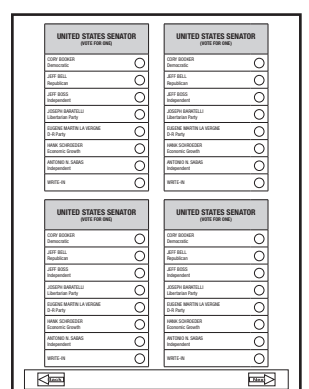 UNITED STATES SENATOR
(VOTE FOR ONE)
CORY BOOKER
Democratic
JEFF BELL
Republican
JEFF BOSS
Independent
JOSEPH BARATELLI
Libertarian Party
EUGENE MARTIN LA VERGNE
D-R Party
HANK SCHROEDER
Economic Growth
ANTONIO N. SABAS
Independent
WRITE-IN
UNITED STATES SENATOR
(VOTE FOR ONE)
CORY BOOKER
Democratic
JEFF BELL
Republican
JEFF BOSS
Independent
JOSEPH BARATELLI
Libertarian Party
EUGENE MARTIN LA VERGNE
D-R Party
HANK SCHROEDER
Economic Growth
ANTONIO N. SABAS
Independent
WRITE-IN
UNITED STATES SENATOR
(VOTE FOR ONE)
CORY BOOKER
Democratic
JEFF BELL
Republican
JEFF BOSS
Independent
JOSEPH BARATELLI
Libertarian Party
EUGENE MARTIN LA VERGNE
D-R Party
HANK SCHROEDER
Economic Growth
ANTONIO N. SABAS
Independent
WRITE-IN
UNITED STATES SENATOR
(VOTE FOR ONE)
CORY BOOKER
Democratic
JEFF BELL
Republican
JEFF BOSS
Independent
JOSEPH BARATELLI
Libertarian Party
EUGENE MARTIN LA VERGNE
D-R Party
HANK SCHROEDER
Economic Growth
ANTONIO N. SABAS
Independent
WRITE-IN
Back
Next